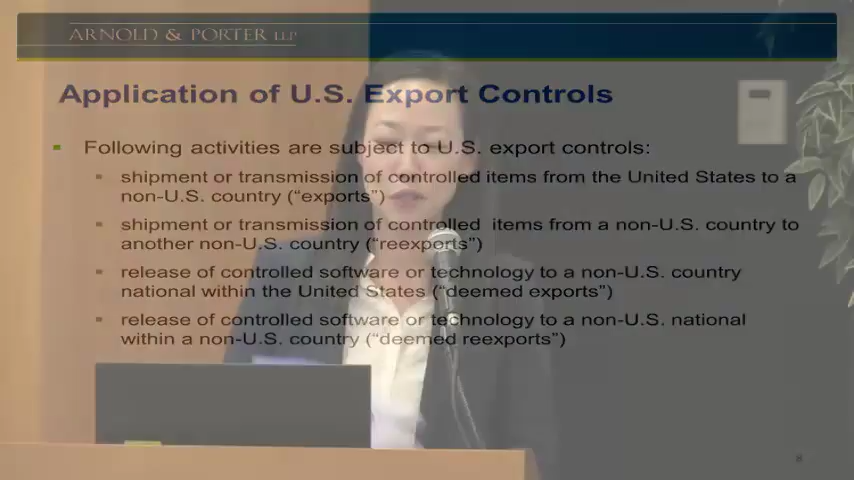 ARNOLD & PORTER LLP
Application of U.S. Export Controls
Following activities are subject to U.S. export controls:
shipment or transmission of controlled items from the United States to a
non-U.S. country (“exports”)
shipment or transmission of controlled items from a non-U.S. country to
another non-U.S. country (“reexports”)
release of controlled software or technology to a non-U.S. country
national within the United States (“deemed exports”)
release of controlled software or technology to a non-U.S. national
within a non-U.S. country (“deemed reexports”)
8